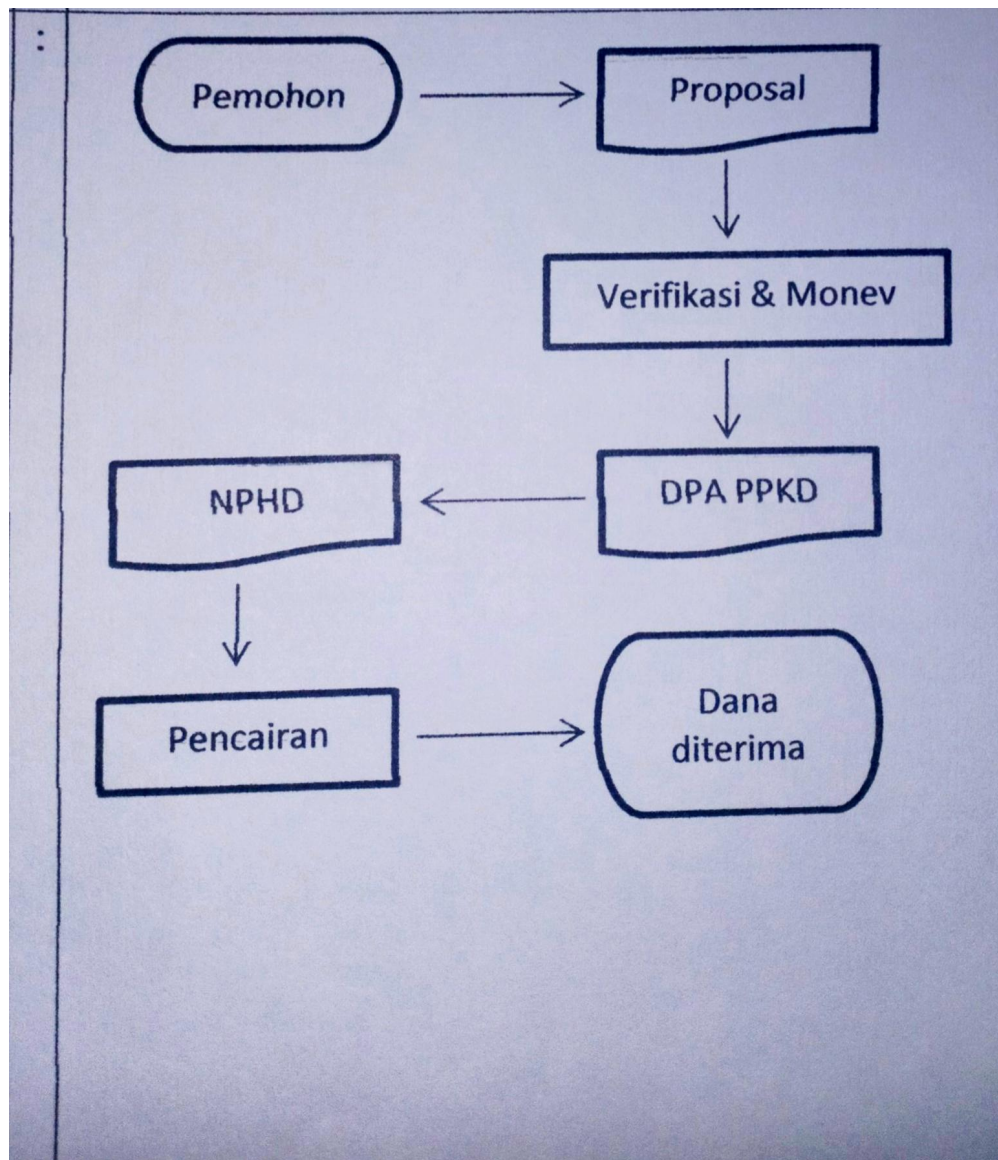 :
Pemohon
Proposal
Verifikasi & Monev
DPA PPKD
NPHD
Pencairan
Dana
diterima